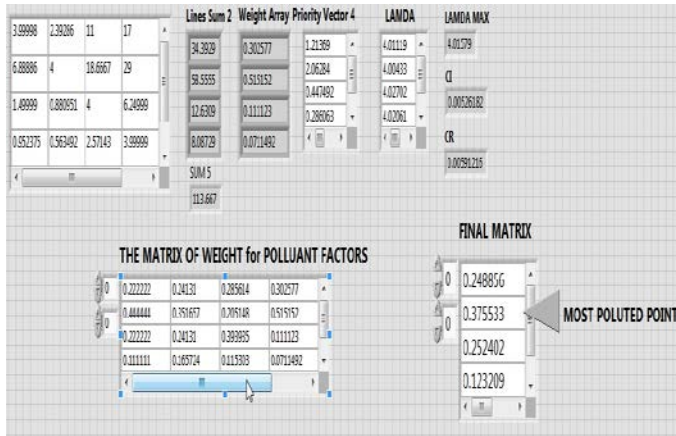 Lines Sum 2 Weight Array Priority Vector 4 LAMDA LAMDA MAX
3.99998 2.39286 11 17
6.88886 4 18.6667 29
1.49999 0.880951 4 6.24999
0.952375 0.563492 2.57143 3.99999
34.3929
59.5555
12.6309
8.08729
SUM 5
113.667
0.302577
0.515152
0.111123
0.0711492
1.21369
2.06284
0.447492
0.286063
4.01119
4.00433
4.02702
4.02061
4.01579
CI
0.00526182
CR
0.00591216
THE MATRIX OF WEIGHT for POLLUANT FACTORS
0
0
0.222222 0.24131 0.285614 0.302577
0.444444 0.351657 0.205148 0.515152
0.222222 0.24131 0.393935 0.111123
0.111111 0.165724 0.115303 0.0711492
FINAL MATRIX
0
0
0.248856
0.375533
0.252402
0.123209
MOST POLUTED POINT